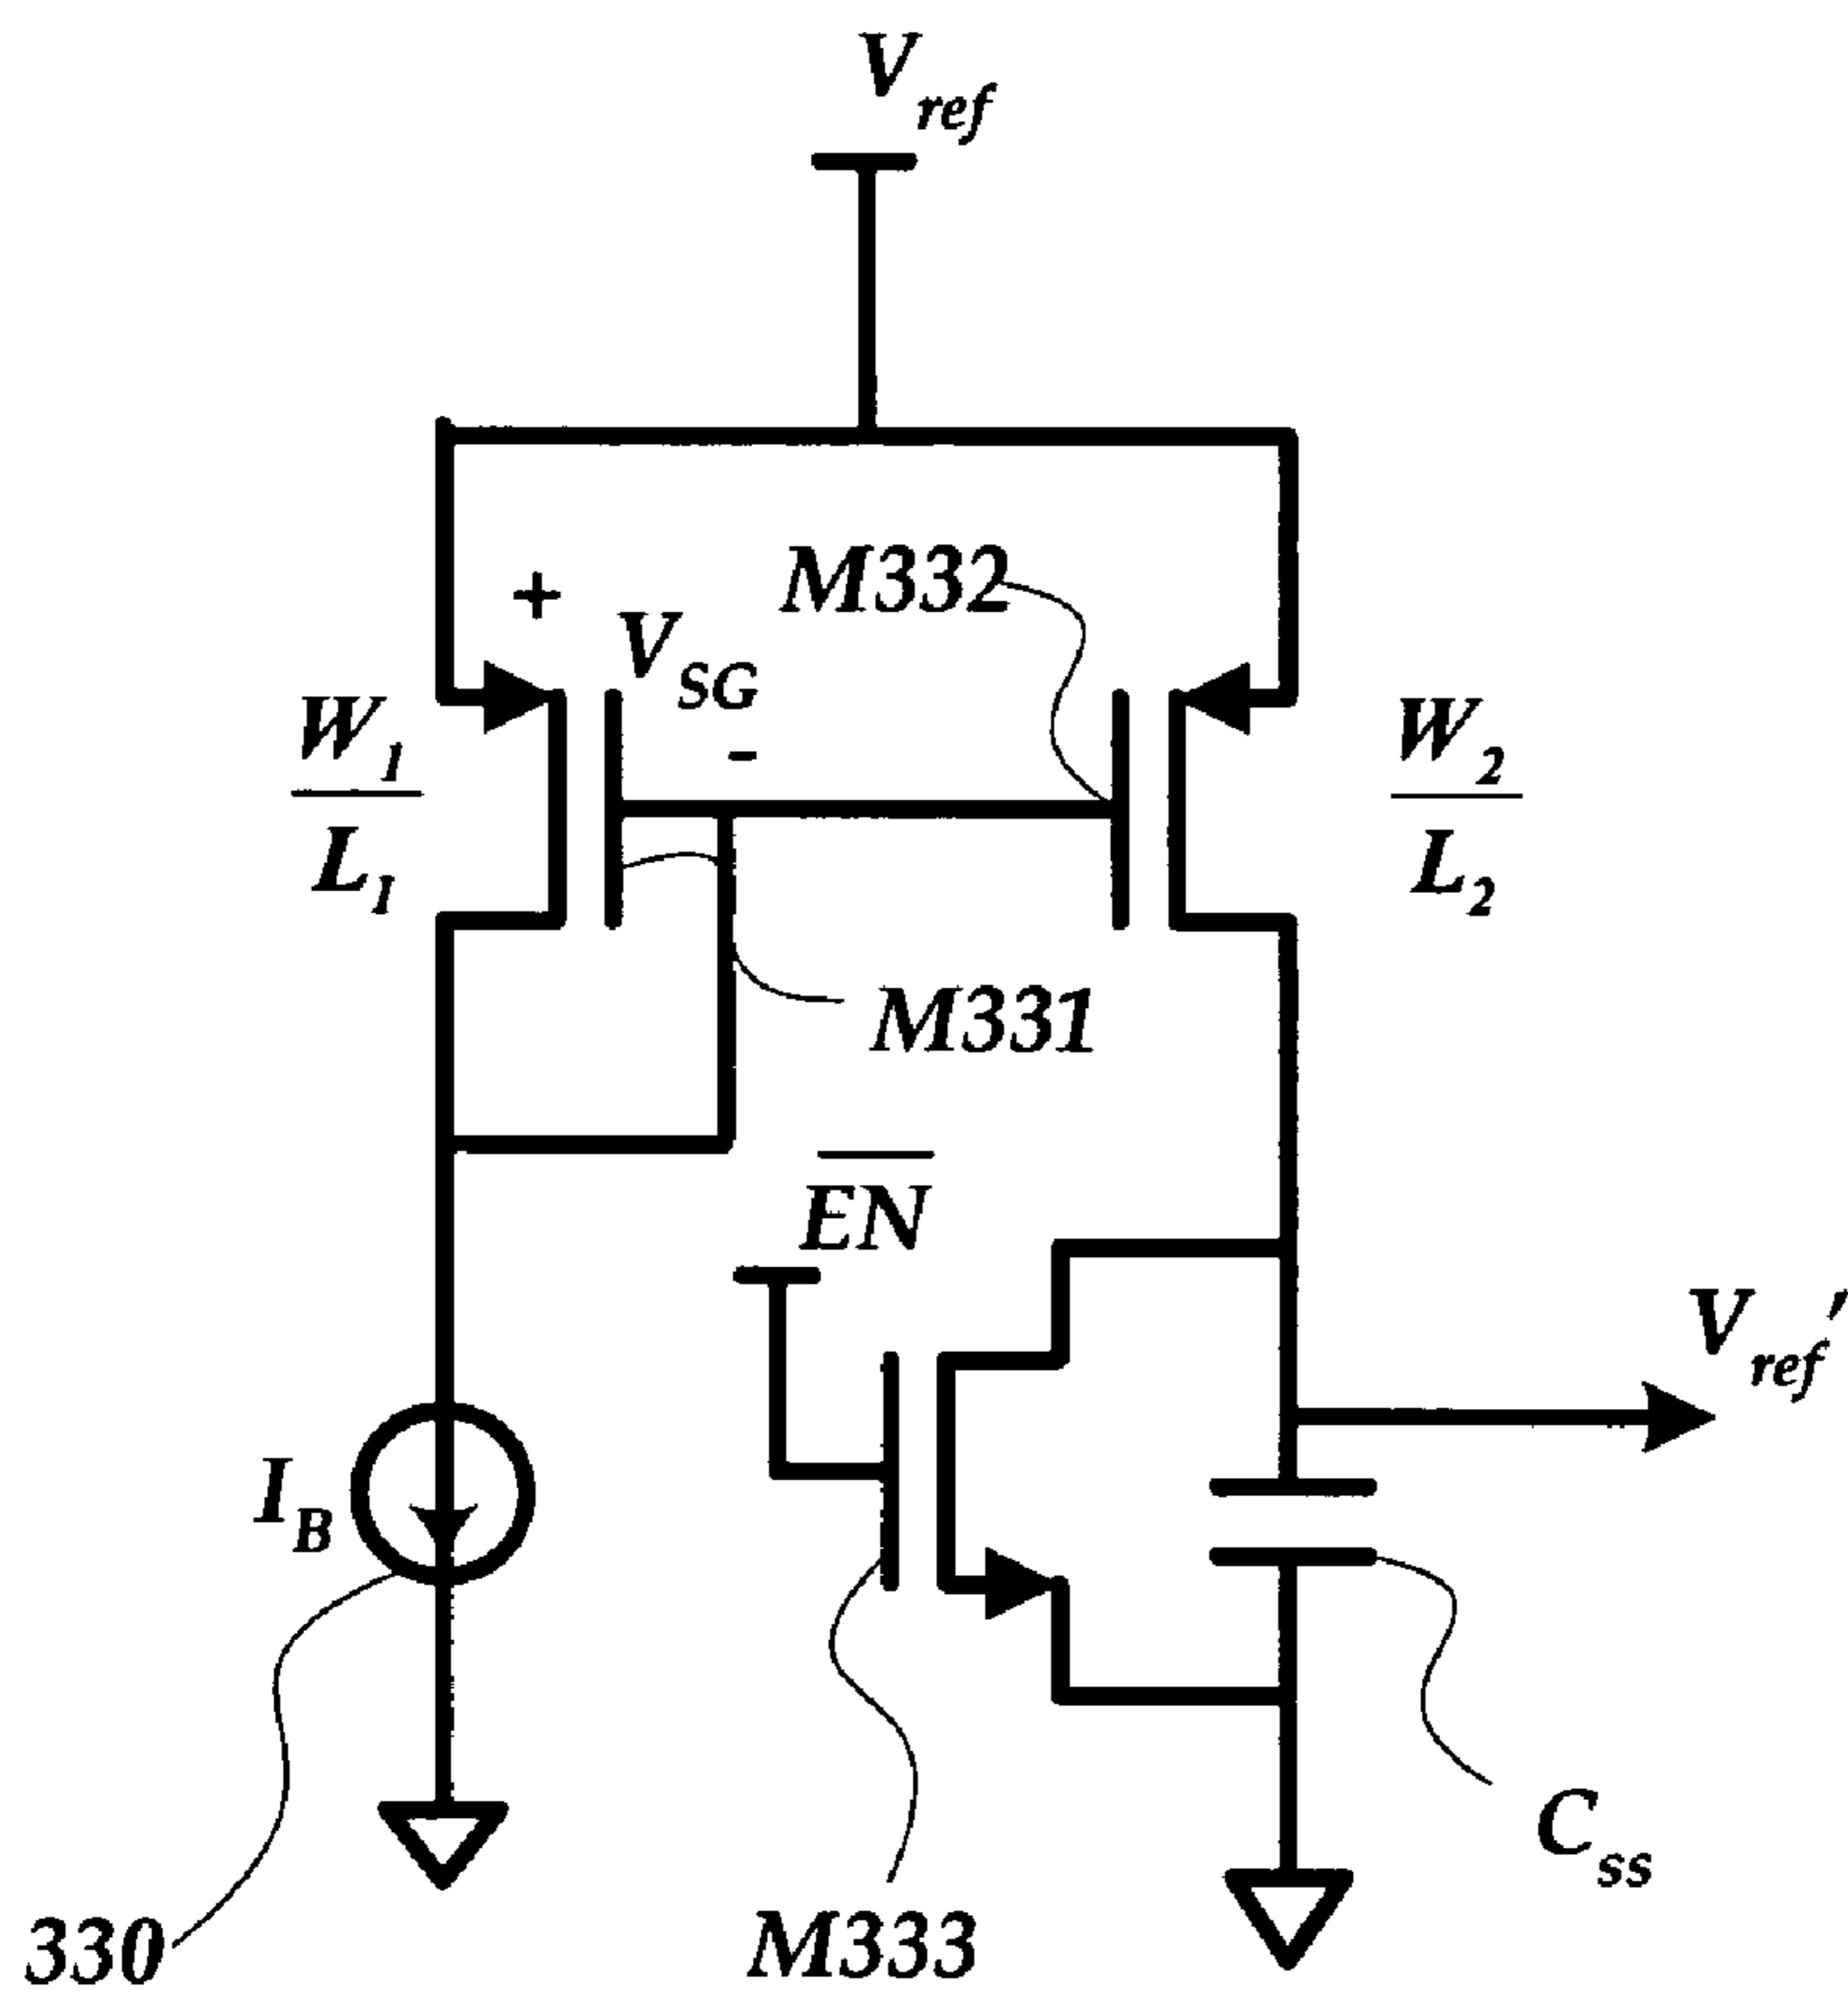 V_ref
M332
+
V_SG
-
W_1
L_1
W_2
L_2
M331
EN
V_ref'
I_B
C_ss
M333
330